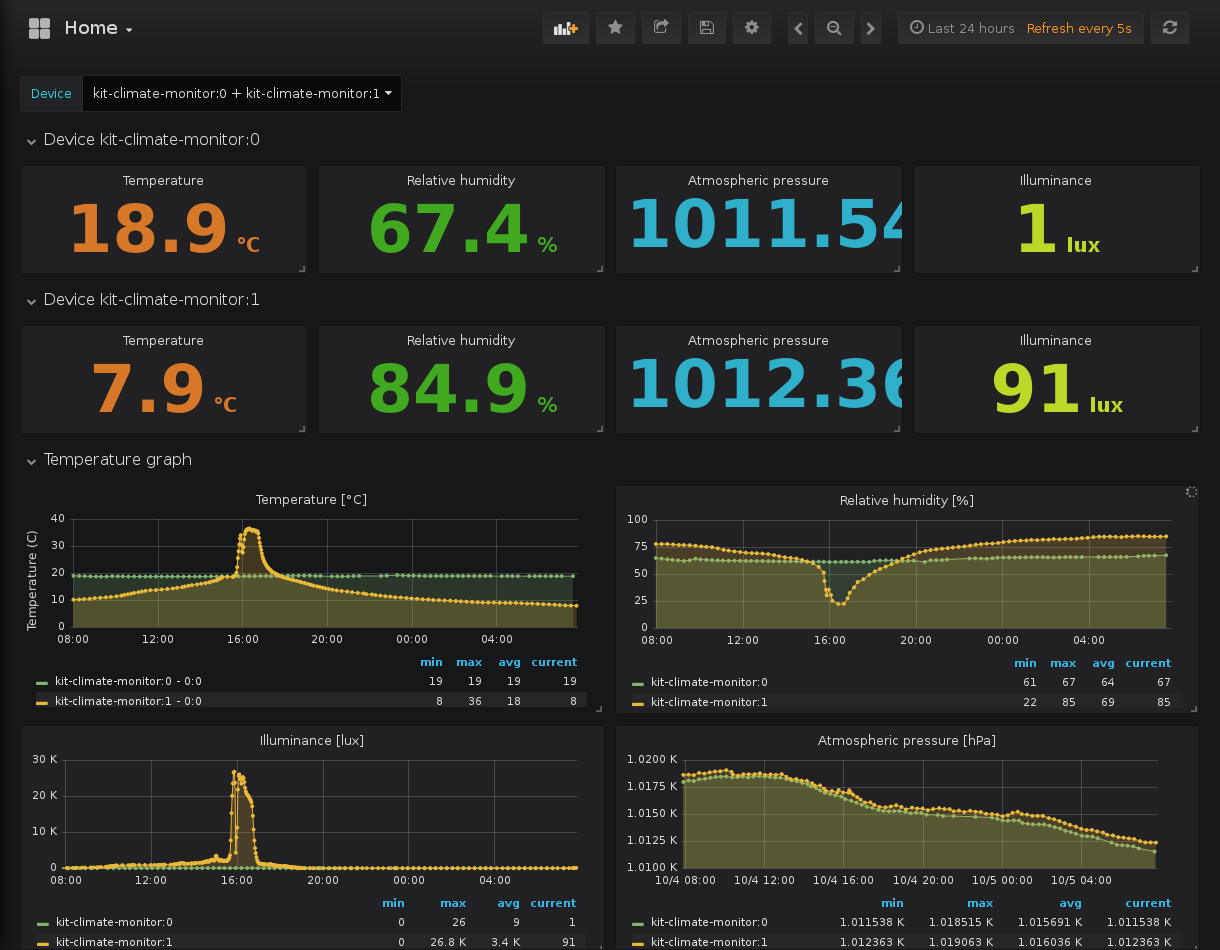 Home
Last 24 hours Refresh every 5s
Device kit-climate-monitor:0 + kit-climate-monitor:1
Device kit-climate-monitor:0
Temperature Relative humidity Atmospheric pressure Illuminance
18.9 °C 67.4 % 1011.54 1 lux
Device kit-climate-monitor:1
Temperature Relative humidity Atmospheric pressure Illuminance
7.9 °C 84.9 % 1012.36 91 lux
Temperature graph
Temperature [°C]
Temperature (C)
40
30
20
10
0
08:00 12:00 16:00 20:00 00:00 04:00
min max avg current
kit-climate-monitor:0 - 0:0 19 19 19 19
kit-climate-monitor:1 - 0:0 8 36 18 8
Relative humidity [%]
100
75
50
25
0
08:00 12:00 16:00 20:00 00:00 04:00
min max avg current
kit-climate-monitor:0 61 67 64 67
kit-climate-monitor:1 22 85 69 85
Illuminance [lux]
30 K
20 K
10 K
0
08:00 12:00 16:00 20:00 00:00 04:00
min max avg current
kit-climate-monitor:0 0 26 9 1
kit-climate-monitor:1 0 26.8 K 3.4 K 91
Atmospheric pressure [hPa]
1.0200 K
1.0175 K
1.0150 K
1.0125 K
1.0100 K
10/4 08:00 10/4 12:00 10/4 16:00 10/4 20:00 10/5 00:00 10/5 04:00
min max avg current
kit-climate-monitor:0 1.011538 K 1.018515 K 1.015691 K 1.011538 K
kit-climate-monitor:1 1.012363 K 1.019063 K 1.016036 K 1.012363 K